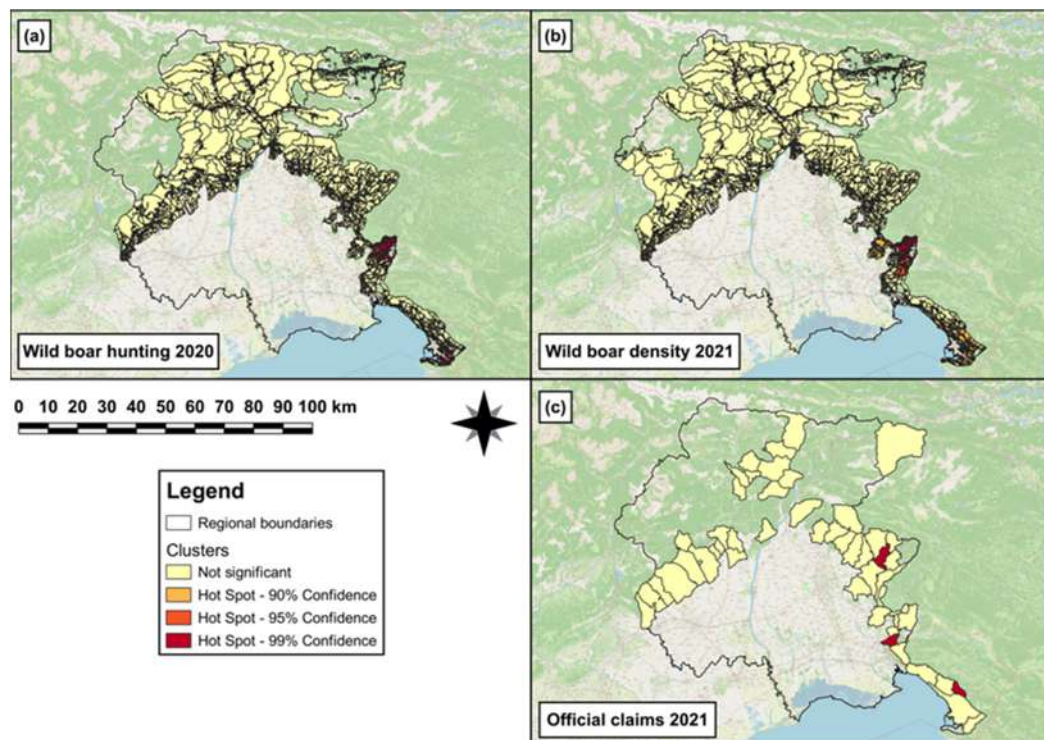 (a)
Wild boar hunting 2020
(b)
Wild boar density 2021
0 10 20 30 40 50 60 70 80 90 100 km
Legend
Regional boundaries
Clusters
Not significant
Hot Spot - 90% Confidence
Hot Spot - 95% Confidence
Hot Spot - 99% Confidence
(c)
Official claims 2021